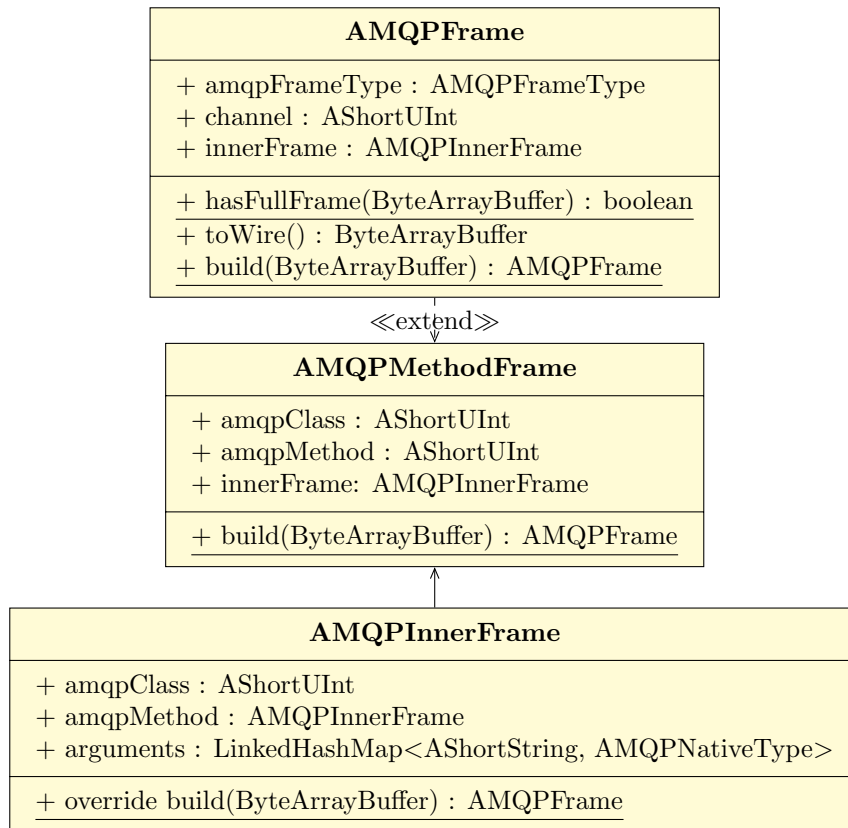 AMQPFrame
+ amqpFrameType : AMQPFrameType
+ channel : AShortUInt
+ innerFrame : AMQPInnerFrame
+ hasFullFrame(ByteArrayBuffer) : boolean
+ toWire() : ByteArrayBuffer
+ build(ByteArrayBuffer) : AMQPFrame
≪extend≫
AMQPMethodFrame
+ amqpClass : AShortUInt
+ amqpMethod : AShortUInt
+ innerFrame: AMQPInnerFrame
+ build(ByteArrayBuffer) : AMQPFrame
AMQPInnerFrame
+ amqpClass : AShortUInt
+ amqpMethod : AMQPInnerFrame
+ arguments : LinkedHashMap<AShortString, AMQPNativeType>
+ override build(ByteArrayBuffer) : AMQPFrame